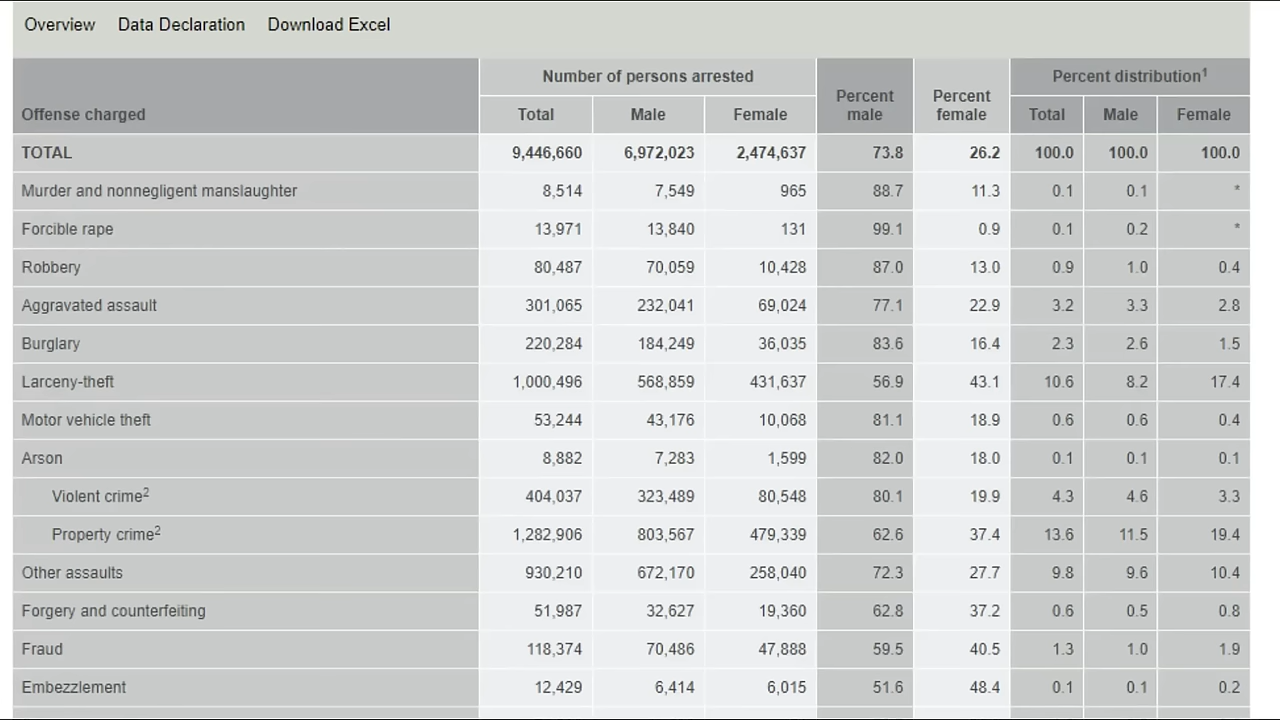 Overview Data Declaration Download Excel
Number of persons arrested Percent distribution1
Percent Percent
Offense charged Total Male Female male female Total Male Female
TOTAL 9,446,660 6,972,023 2,474,637 73.8 26.2 100.0 100.0 100.0
Murder and nonnegligent manslaughter 8,514 7,549 965 88.7 11.3 0.1 0.1 *
Forcible rape 13,971 13,840 131 99.1 0.9 0.1 0.2 *
Robbery 80,487 70,059 10,428 87.0 13.0 0.9 1.0 0.4
Aggravated assault 301,065 232,041 69,024 77.1 22.9 3.2 3.3 2.8
Burglary 220,284 184,249 36,035 83.6 16.4 2.3 2.6 1.5
Larceny-theft 1,000,496 568,859 431,637 56.9 43.1 10.6 8.2 17.4
Motor vehicle theft 53,244 43,176 10,068 81.1 18.9 0.6 0.6 0.4
Arson 8,882 7,283 1,599 82.0 18.0 0.1 0.1 0.1
Violent crime2 404,037 323,489 80,548 80.1 19.9 4.3 4.6 3.3
Property crime2 1,282,906 803,567 479,339 62.6 37.4 13.6 11.5 19.4
Other assaults 930,210 672,170 258,040 72.3 27.7 9.8 9.6 10.4
Forgery and counterfeiting 51,987 32,627 19,360 62.8 37.2 0.6 0.5 0.8
Fraud 118,374 70,486 47,888 59.5 40.5 1.3 1.0 1.9
Embezzlement 12,429 6,414 6,015 51.6 48.4 0.1 0.1 0.2